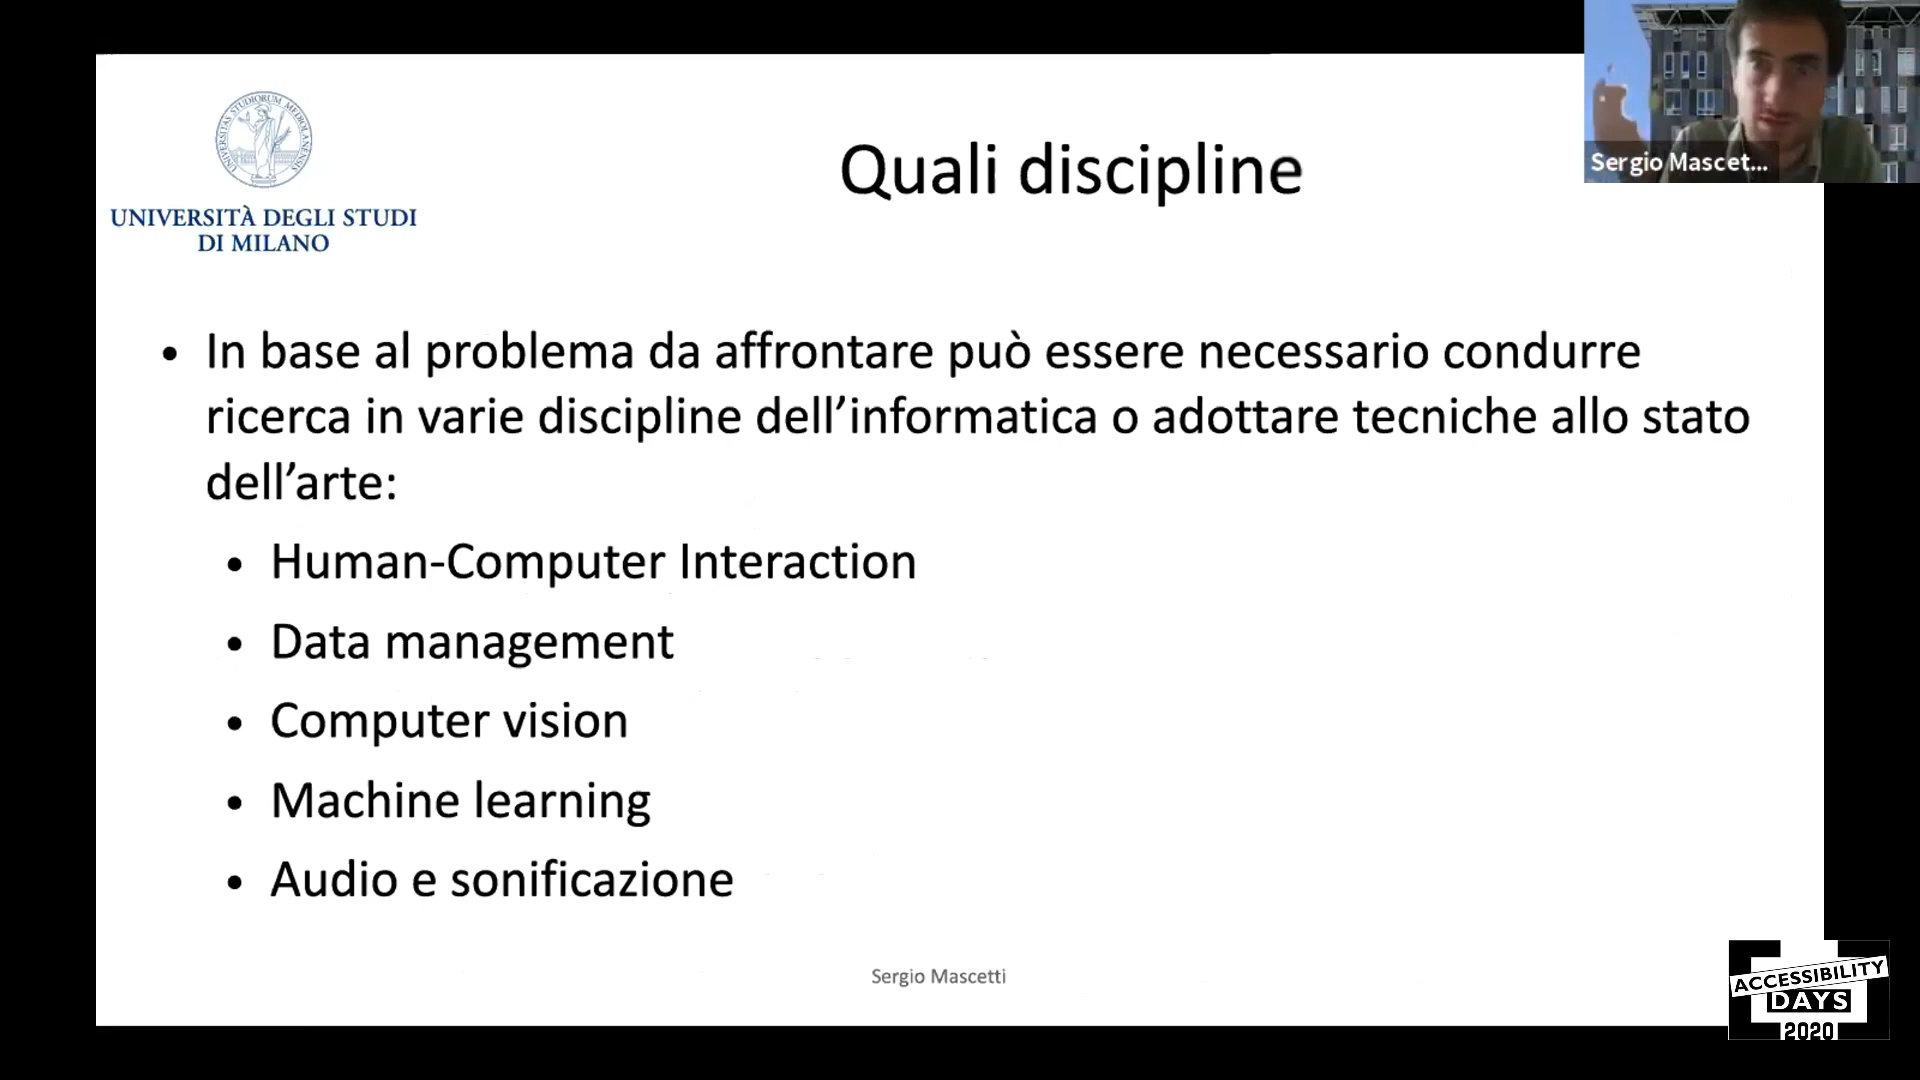 UNIVERSITÀ DEGLI STUDI
DI MILANO
Quali discipline
Sergio Mascet...
• In base al problema da affrontare può essere necessario condurre
ricerca in varie discipline dell’informatica o adottare tecniche allo stato
dell’arte:
• Human-Computer Interaction
• Data management
• Computer vision
• Machine learning
• Audio e sonificazione
Sergio Mascetti
ACCESSIBILITY
DAYS
2020